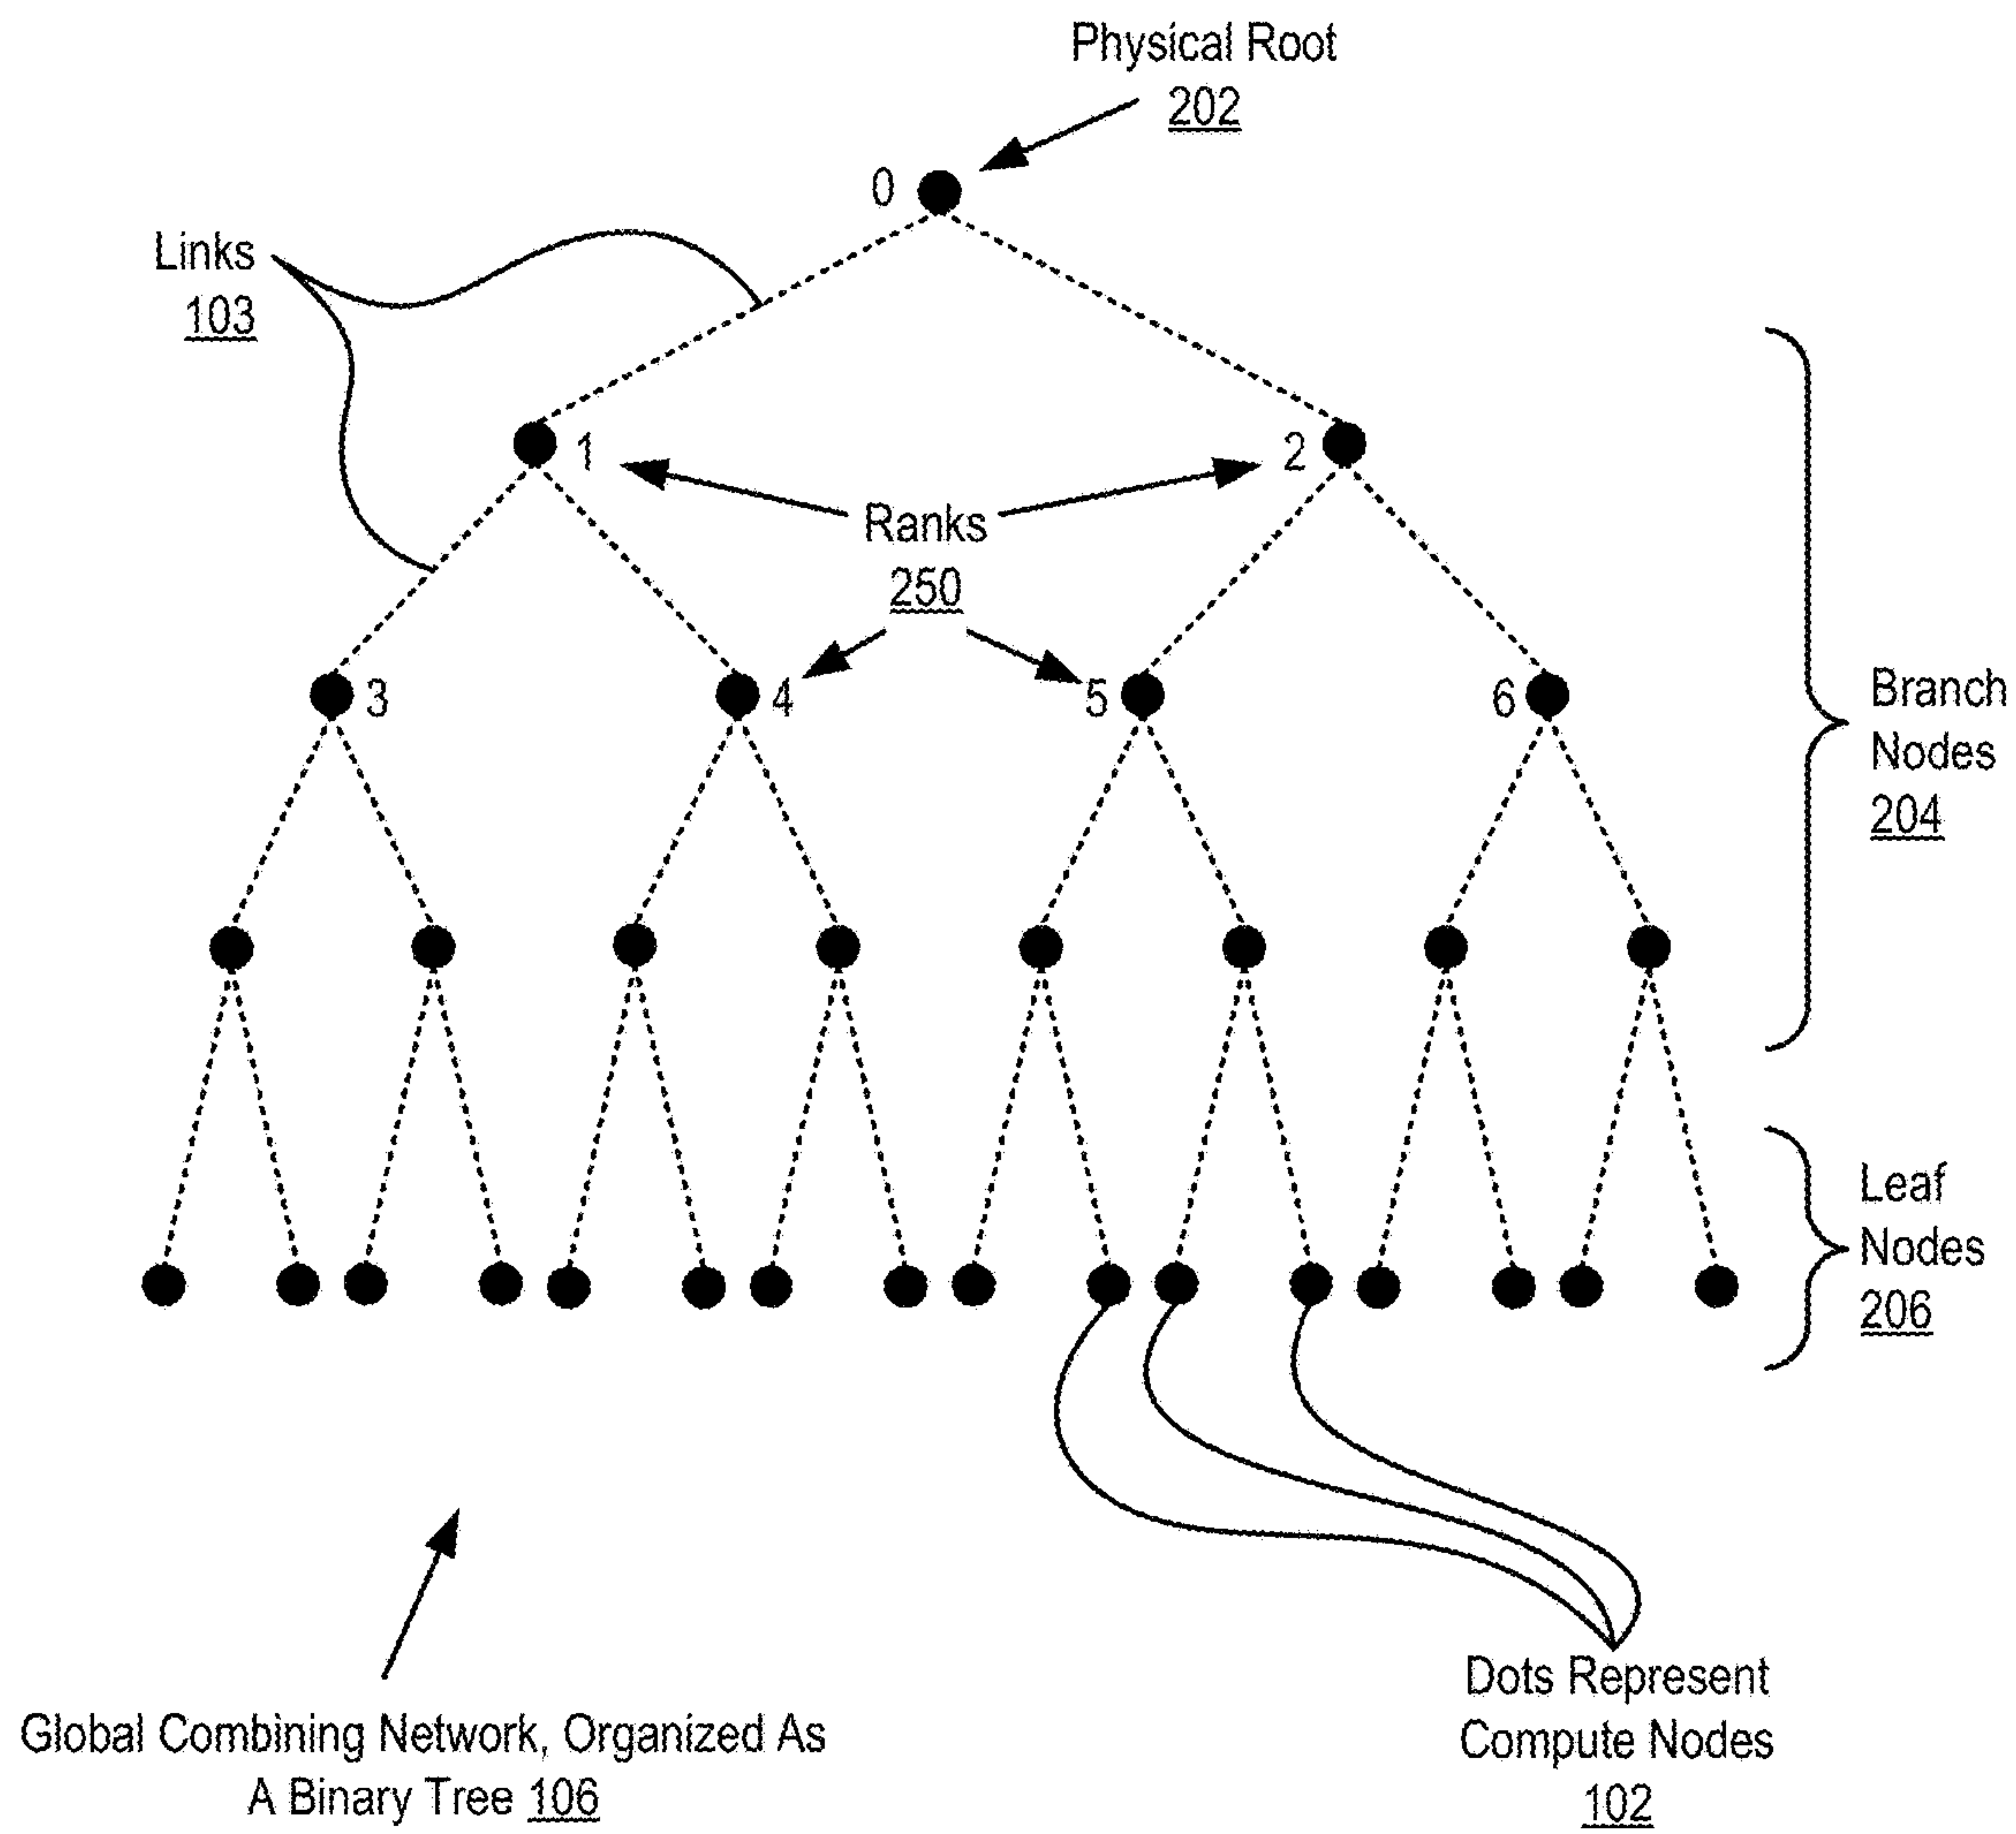 Physical Root
202
0
Links
103
1
2
Ranks
250
3
4
5
6
Branch
Nodes
204
Leaf
Nodes
206
Dots Represent
Compute Nodes
102
Global Combining Network, Organized As
A Binary Tree 106